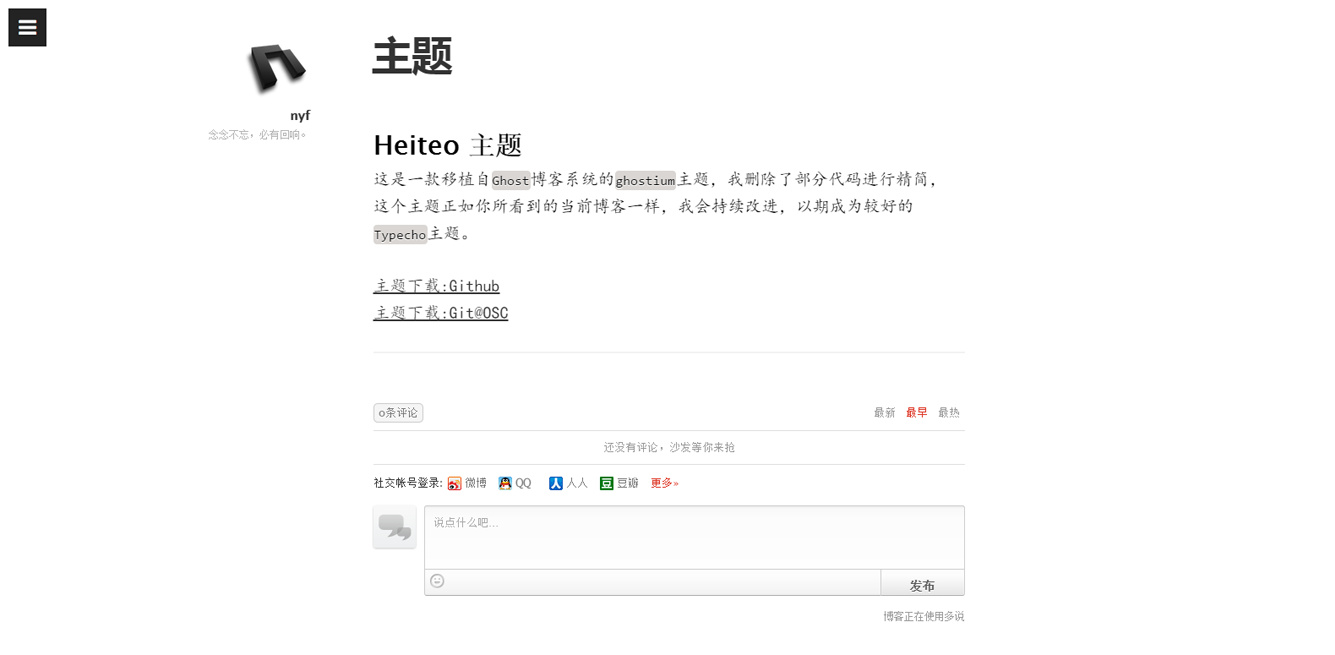 主题
nyf
念念不忘，必有回响。
Heiteo 主题
这是一款移植自Ghost博客系统的ghostium主题，我删除了部分代码进行精简，
这个主题正如你所看到的当前博客一样，我会持续改进，以期成为较好的
Typecho主题。
主题下载:Github
主题下载:Git@OSC
0条评论 最新 最早 最热
还没有评论，沙发等你来抢
社交帐号登录: 微博 QQ 人人 豆瓣 更多»
说点什么吧...
发布
博客正在使用多说